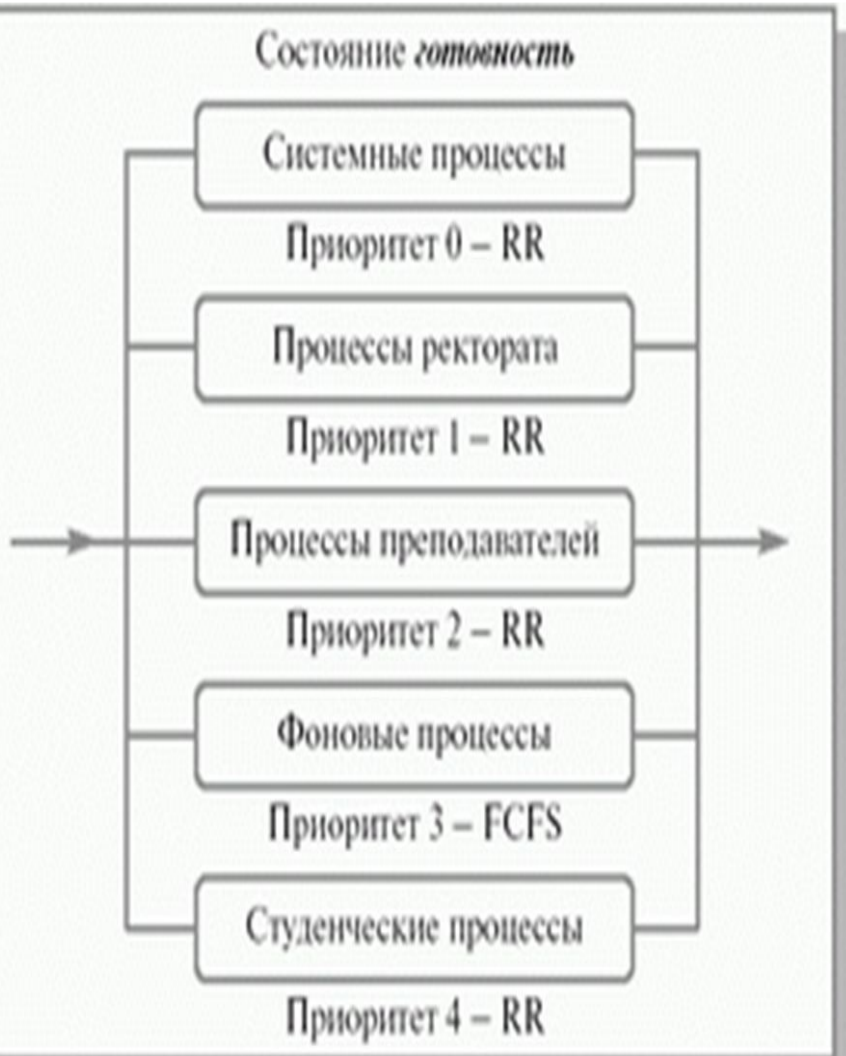 Состояние готовность
Системные процессы
Приоритет 0 – RR
Процессы ректората
Приоритет 1 – RR
Процессы преподавателей
Приоритет 2 – RR
Фоновые процессы
Приоритет 3 – FCFS
Студенческие процессы
Приоритет 4 – RR